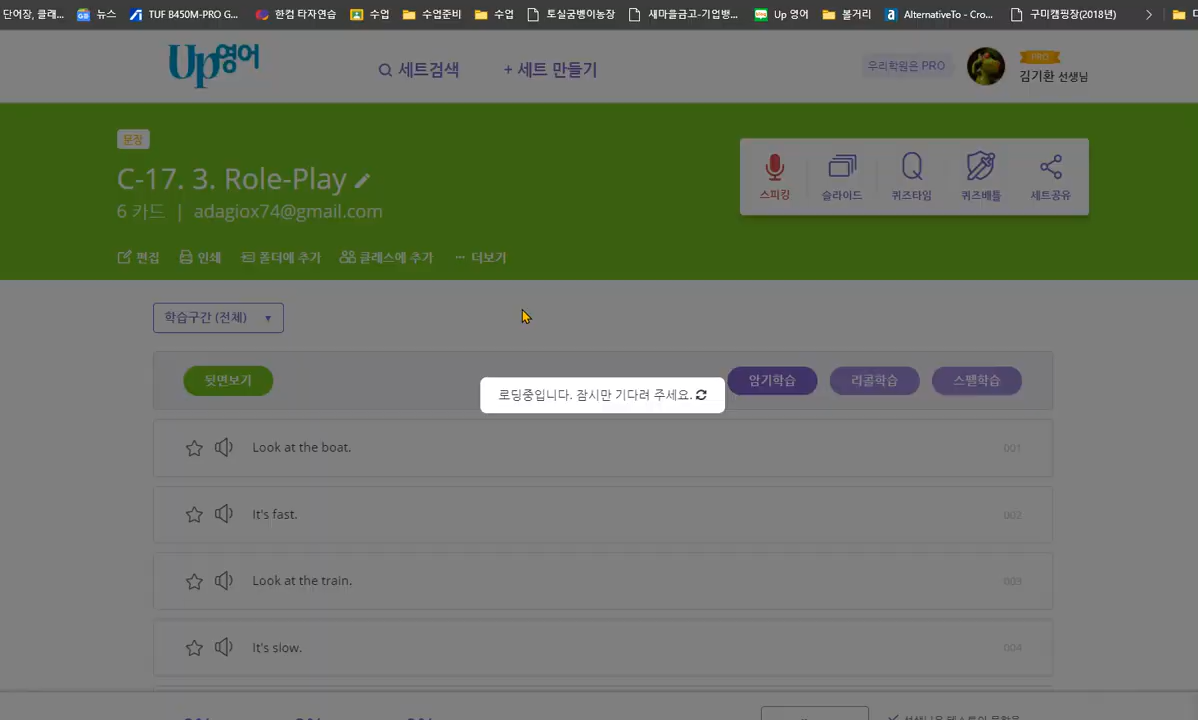 단어장, 클래... 뉴스 TUF B450M-PRO G... 한컴 타자연습 수업 수업준비 수업 토실굼벵이농장 새마을금고-기업뱅... Up 영어 볼거리 AlternativeTo - Cro... 구미캠핑장(2018년)
Up영어
세트검색 + 세트 만들기 우리학원은 PRO PRO
김기환 선생님
문장
C-17. 3. Role-Play
6 카드 | adagiox74@gmail.com
스피킹 슬라이드 퀴즈타임 퀴즈배틀 세트공유
편집 인쇄 폴더에 추가 클래스에 추가 ··· 더보기
학습구간 (전체) ▼
뒷면보기 로딩중입니다. 잠시만 기다려 주세요. 암기학습 리콜학습 스펠학습
Look at the boat. 001
It's fast. 002
Look at the train. 003
It's slow. 004